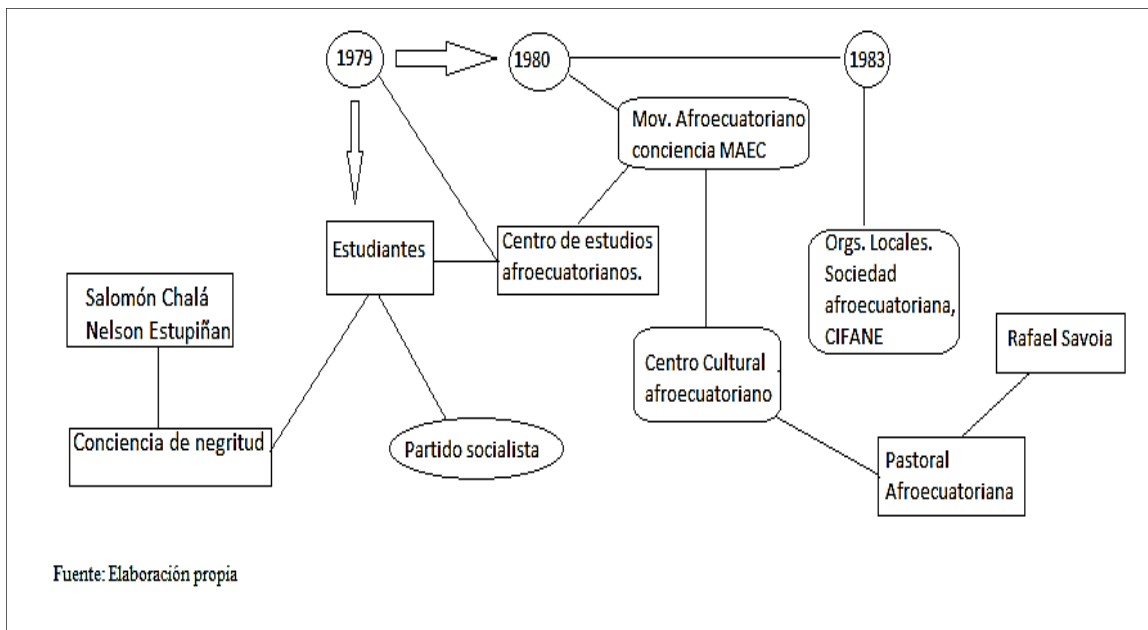 1979
1980
1983
Mov. Afroecuatoriano
conciencia MAEC
Estudiantes
Centro de estudios
afroecuatorianos.
Orgs. Locales.
Sociedad
afroecuatoriana,
CIFANE
Salomón Chalá
Nelson Estupiñan
Rafael Savoia
Centro Cultural
afroecuatoriano
Conciencia de negritud
Partido socialista
Pastoral
Afroecuatoriana
Fuente: Elaboración propia